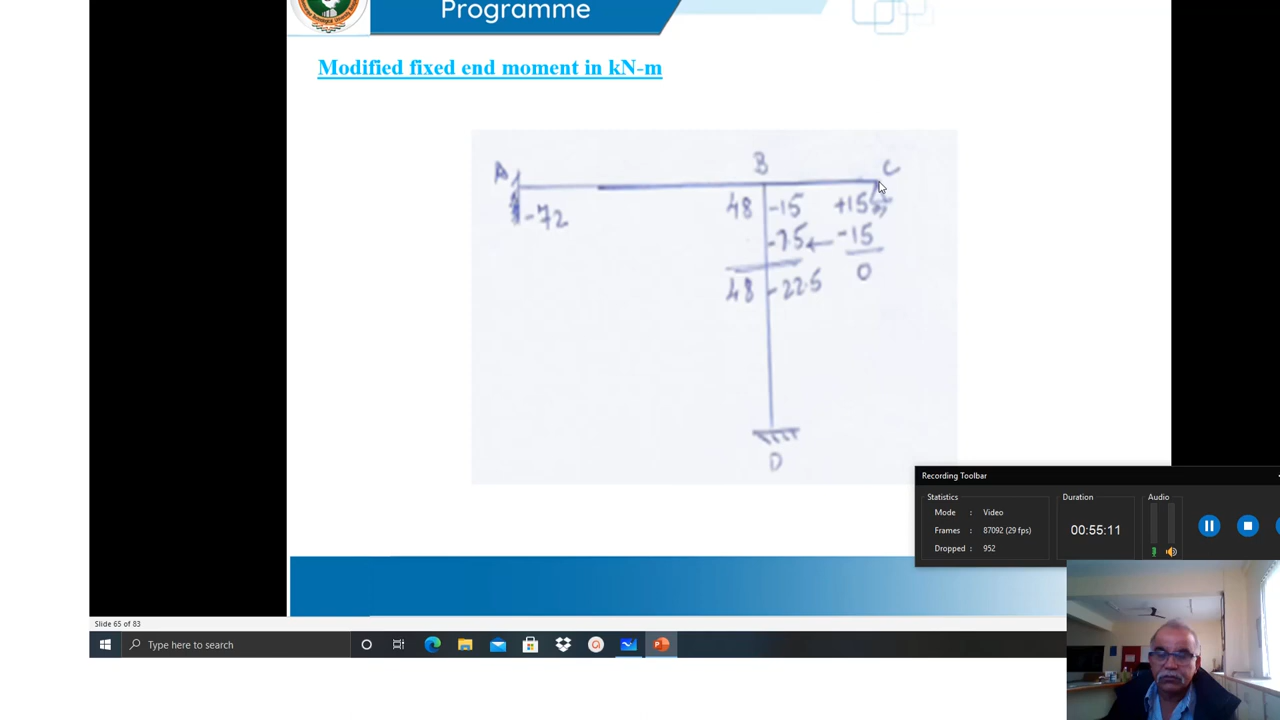 Programme
Modified fixed end moment in kN-m
A
B
C
-72
48 -15 +15
-7.5 ← -15
0
48 -22.5
D
Recording Toolbar
Statistics
Duration
Audio
Mode : Video
Frames : 87092 (29 fps)
Dropped : 952
00:55:11
Slide 65 of 83
Type here to search